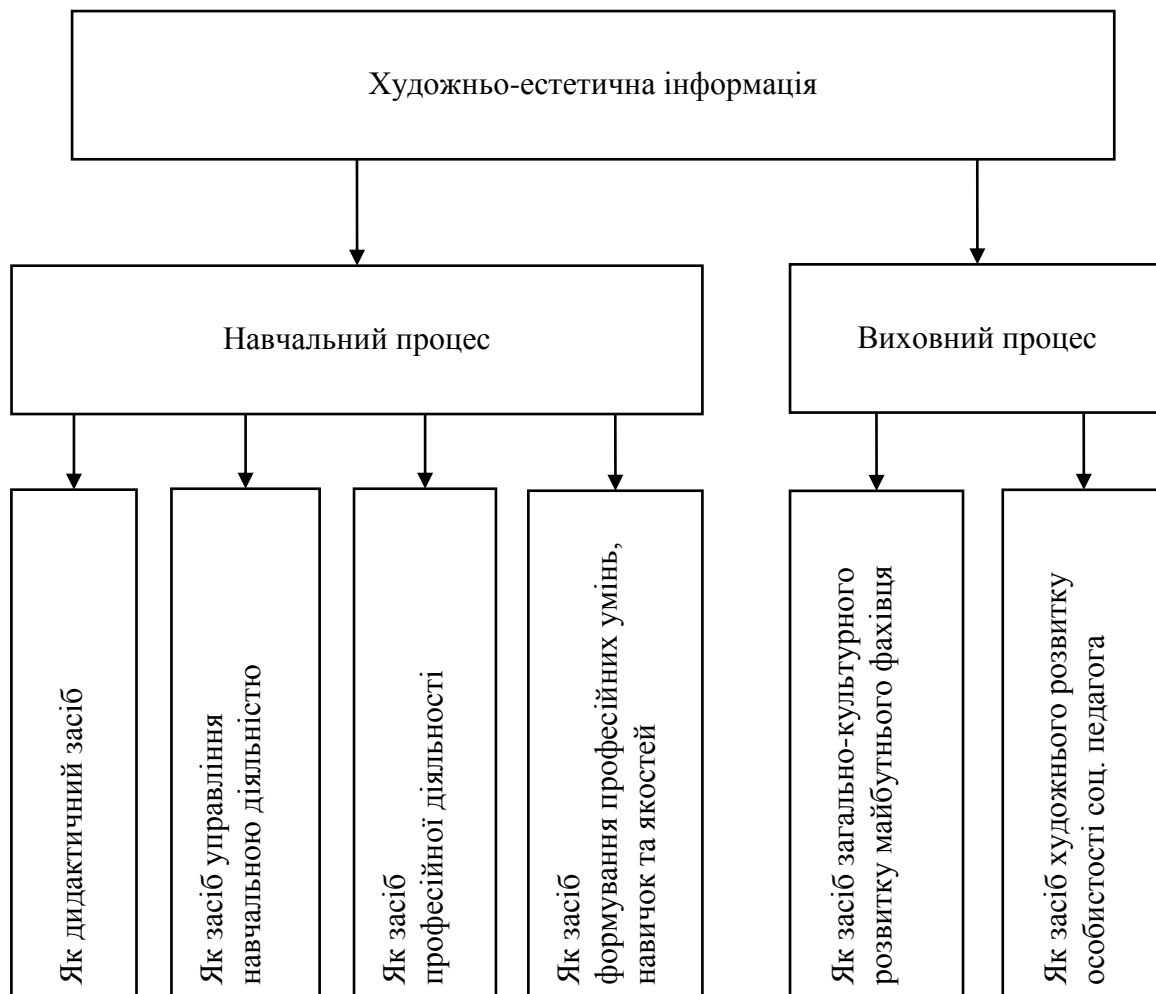 Художньо-естетична інформація
Навчальний процес
Виховний процес
Як дидактичний засіб
Як засіб управління
навчальною діяльністю
Як засіб
професійної діяльності
Як засіб
формування професійних умінь,
навичок та якостей
Як засіб загально-культурного
розвитку майбутнього фахівця
Як засіб художнього розвитку
особистості соц. педагога